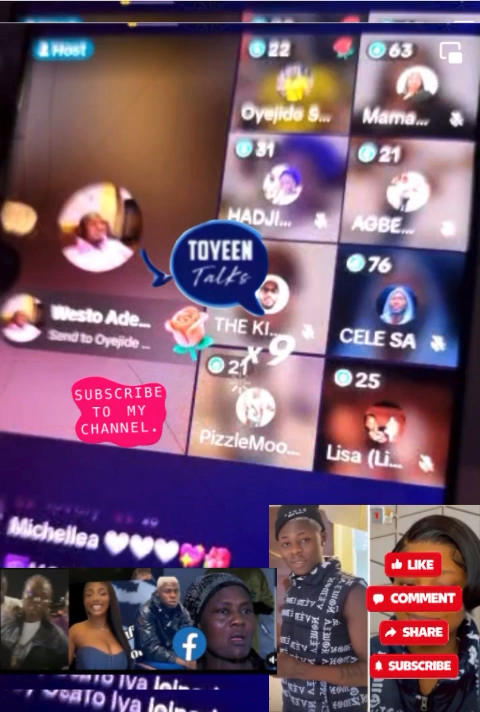 Host
22
63
Oyejide S...
Mama...
31
21
HADJI...
AGBE...
TOYEEN
Talks
76
Westo Ade...
Send to Oyejide ...
THE KI...
CELE SA
x9
21
25
SUBSCRIBE
TO MY
CHANNEL.
PizzleMoo...
Lisa (Li...
Michellea
LIKE
COMMENT
SHARE
SUBSCRIBE
f
Iva